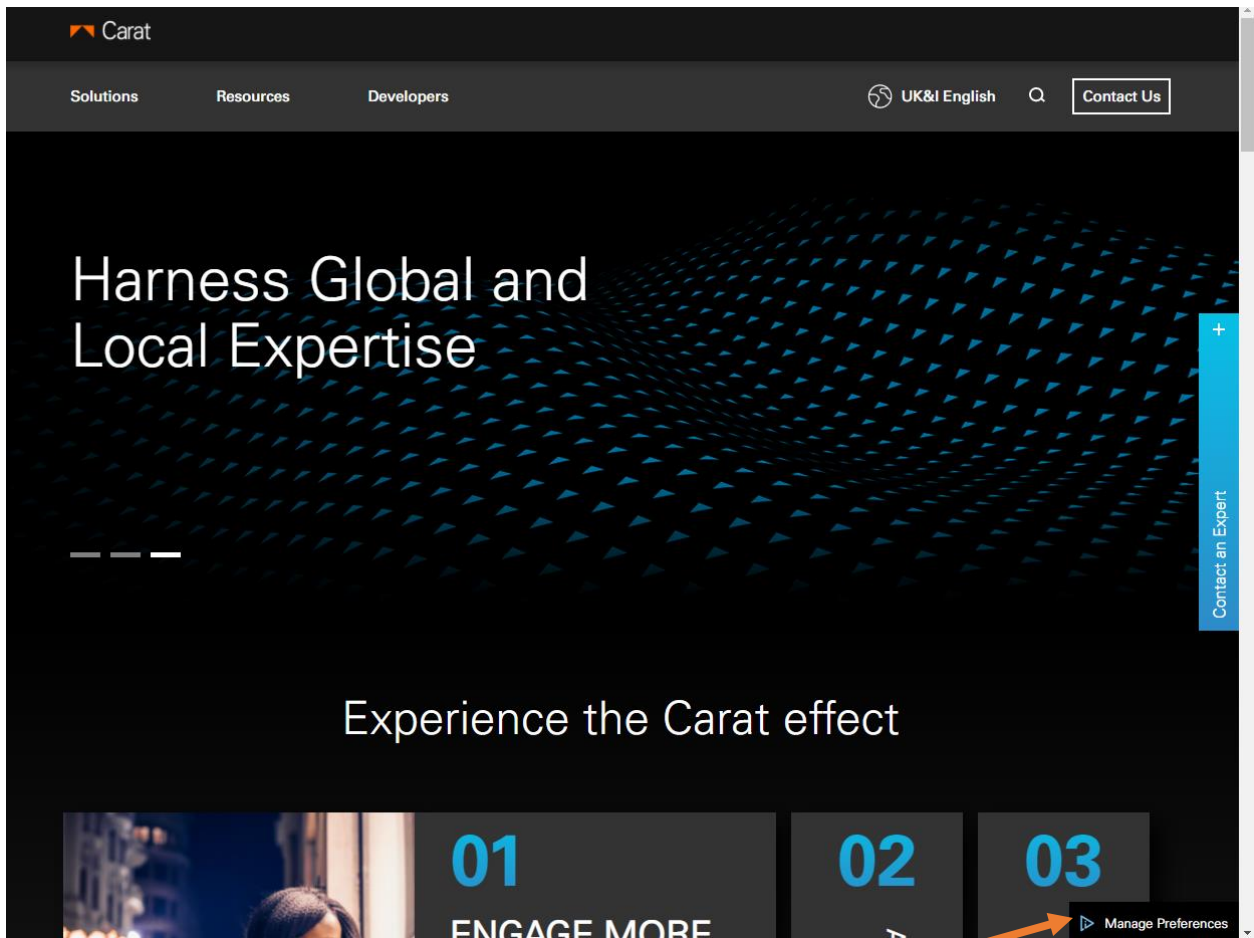 Carat
Solutions Resources Developers UK&I English Contact Us
Harness Global and
Local Expertise
+
Contact an Expert
Experience the Carat effect
01 02 03
ENGAGE MORE
Manage Preferences